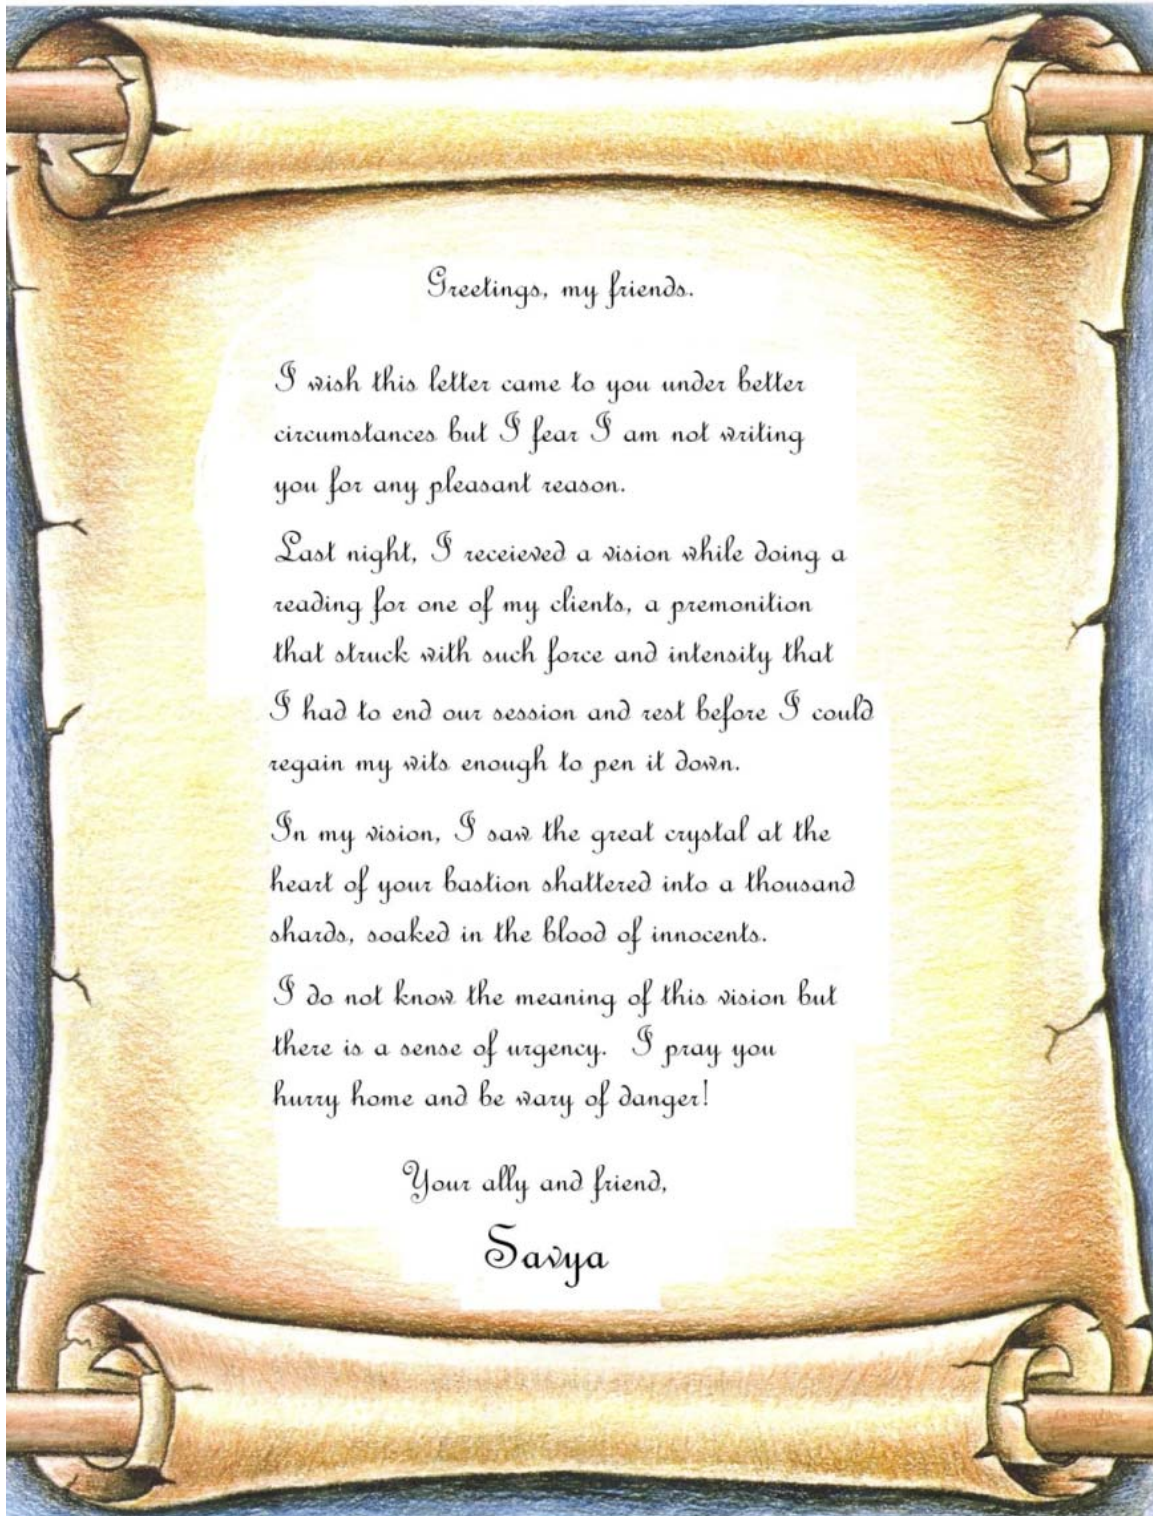 Greetings, my friends.
I wish this letter came to you under better
circumstances but I fear I am not writing
you for any pleasant reason.
Last night, I receieved a vision while doing a
reading for one of my clients, a premonition
that struck with such force and intensity that
I had to end our session and rest before I could
regain my wits enough to pen it down.
In my vision, I saw the great crystal at the
heart of your bastion shattered into a thousand
shards, soaked in the blood of innocents.
I do not know the meaning of this vision but
there is a sense of urgency. I pray you
hurry home and be wary of danger!
Your ally and friend,
Savya